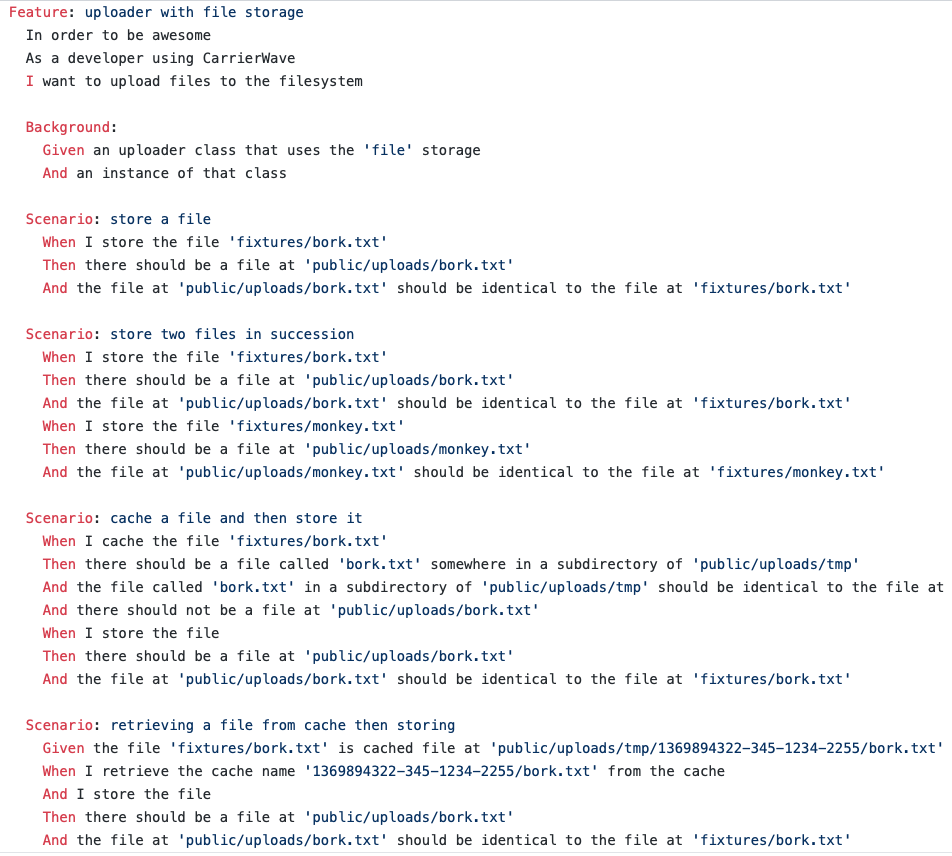 Feature: uploader with file storage
In order to be awesome
As a developer using CarrierWave
I want to upload files to the filesystem
Background:
Given an uploader class that uses the 'file' storage
And an instance of that class
Scenario: store a file
When I store the file 'fixtures/bork.txt'
Then there should be a file at 'public/uploads/bork.txt'
And the file at 'public/uploads/bork.txt' should be identical to the file at 'fixtures/bork.txt'
Scenario: store two files in succession
When I store the file 'fixtures/bork.txt'
Then there should be a file at 'public/uploads/bork.txt'
And the file at 'public/uploads/bork.txt' should be identical to the file at 'fixtures/bork.txt'
When I store the file 'fixtures/monkey.txt'
Then there should be a file at 'public/uploads/monkey.txt'
And the file at 'public/uploads/monkey.txt' should be identical to the file at 'fixtures/monkey.txt'
Scenario: cache a file and then store it
When I cache the file 'fixtures/bork.txt'
Then there should be a file called 'bork.txt' somewhere in a subdirectory of 'public/uploads/tmp'
And the file called 'bork.txt' in a subdirectory of 'public/uploads/tmp' should be identical to the file at
And there should not be a file at 'public/uploads/bork.txt'
When I store the file
Then there should be a file at 'public/uploads/bork.txt'
And the file at 'public/uploads/bork.txt' should be identical to the file at 'fixtures/bork.txt'
Scenario: retrieving a file from cache then storing
Given the file 'fixtures/bork.txt' is cached file at 'public/uploads/tmp/1369894322-345-1234-2255/bork.txt'
When I retrieve the cache name '1369894322-345-1234-2255/bork.txt' from the cache
And I store the file
Then there should be a file at 'public/uploads/bork.txt'
And the file at 'public/uploads/bork.txt' should be identical to the file at 'fixtures/bork.txt'